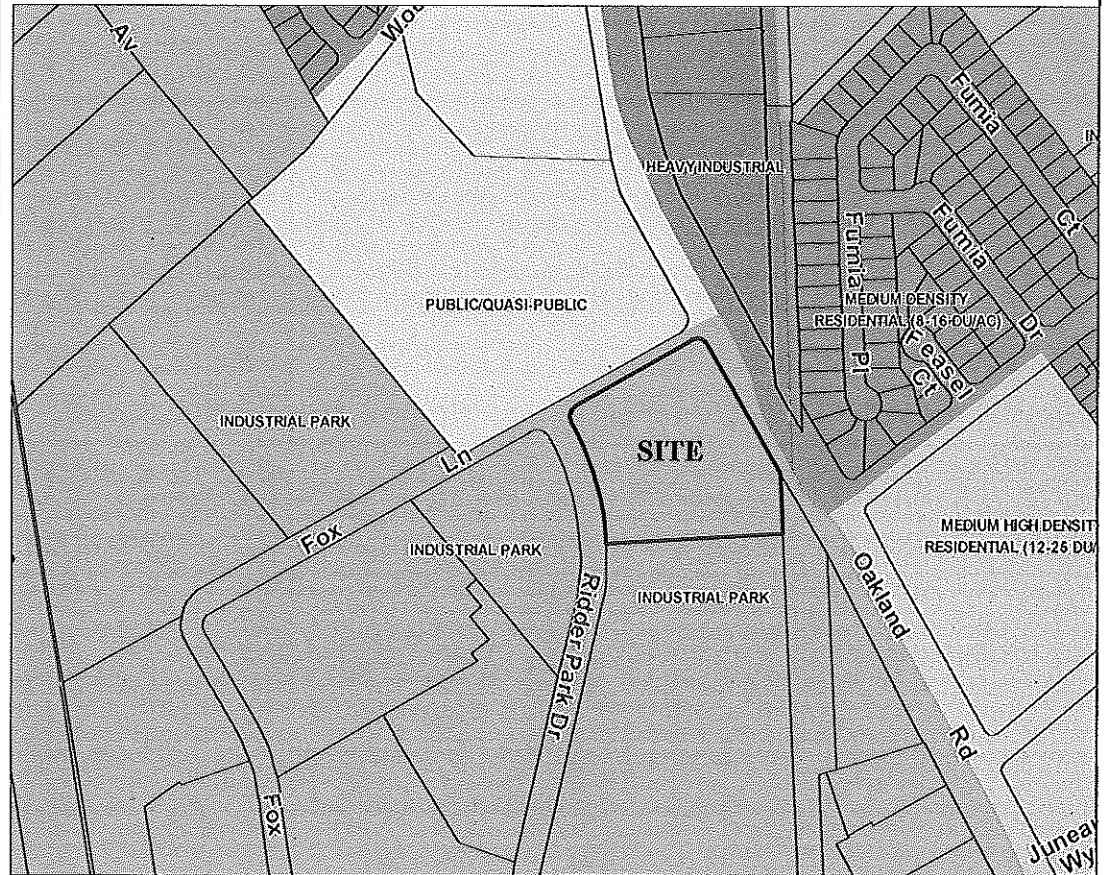 Av
Fumia
HEAVY INDUSTRIAL
Ct
Fumia
Fumia
PUBLIC/QUASI-PUBLIC
MEDIUM DENSITY
RESIDENTIAL (8-16 DU/AC)
Dr
Feasel
Pl
Ct
INDUSTRIAL PARK
SITE
Ln
Fox
MEDIUM HIGH DENSIT
RESIDENTIAL (12-25 DU/
INDUSTRIAL PARK
Oakland
INDUSTRIAL PARK
Ridder Park Dr
Rd
Fox
Wy